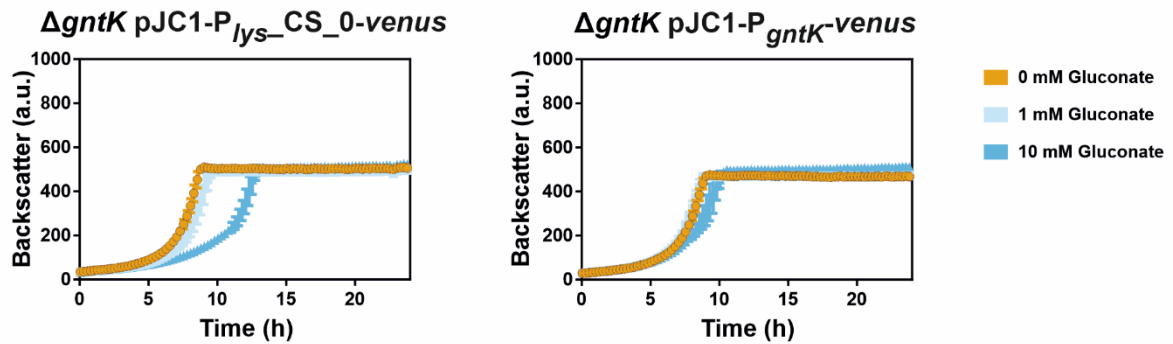 ΔgntK pJC1-Plys_CS_0-venus
1000
800
600
400
200
0
Backscatter (a.u.)
0 5 10 15 20
Time (h)
ΔgntK pJC1-PgntK-venus
1000
800
600
400
200
0
Backscatter (a.u.)
0 5 10 15 20
Time (h)
0 mM Gluconate
1 mM Gluconate
10 mM Gluconate